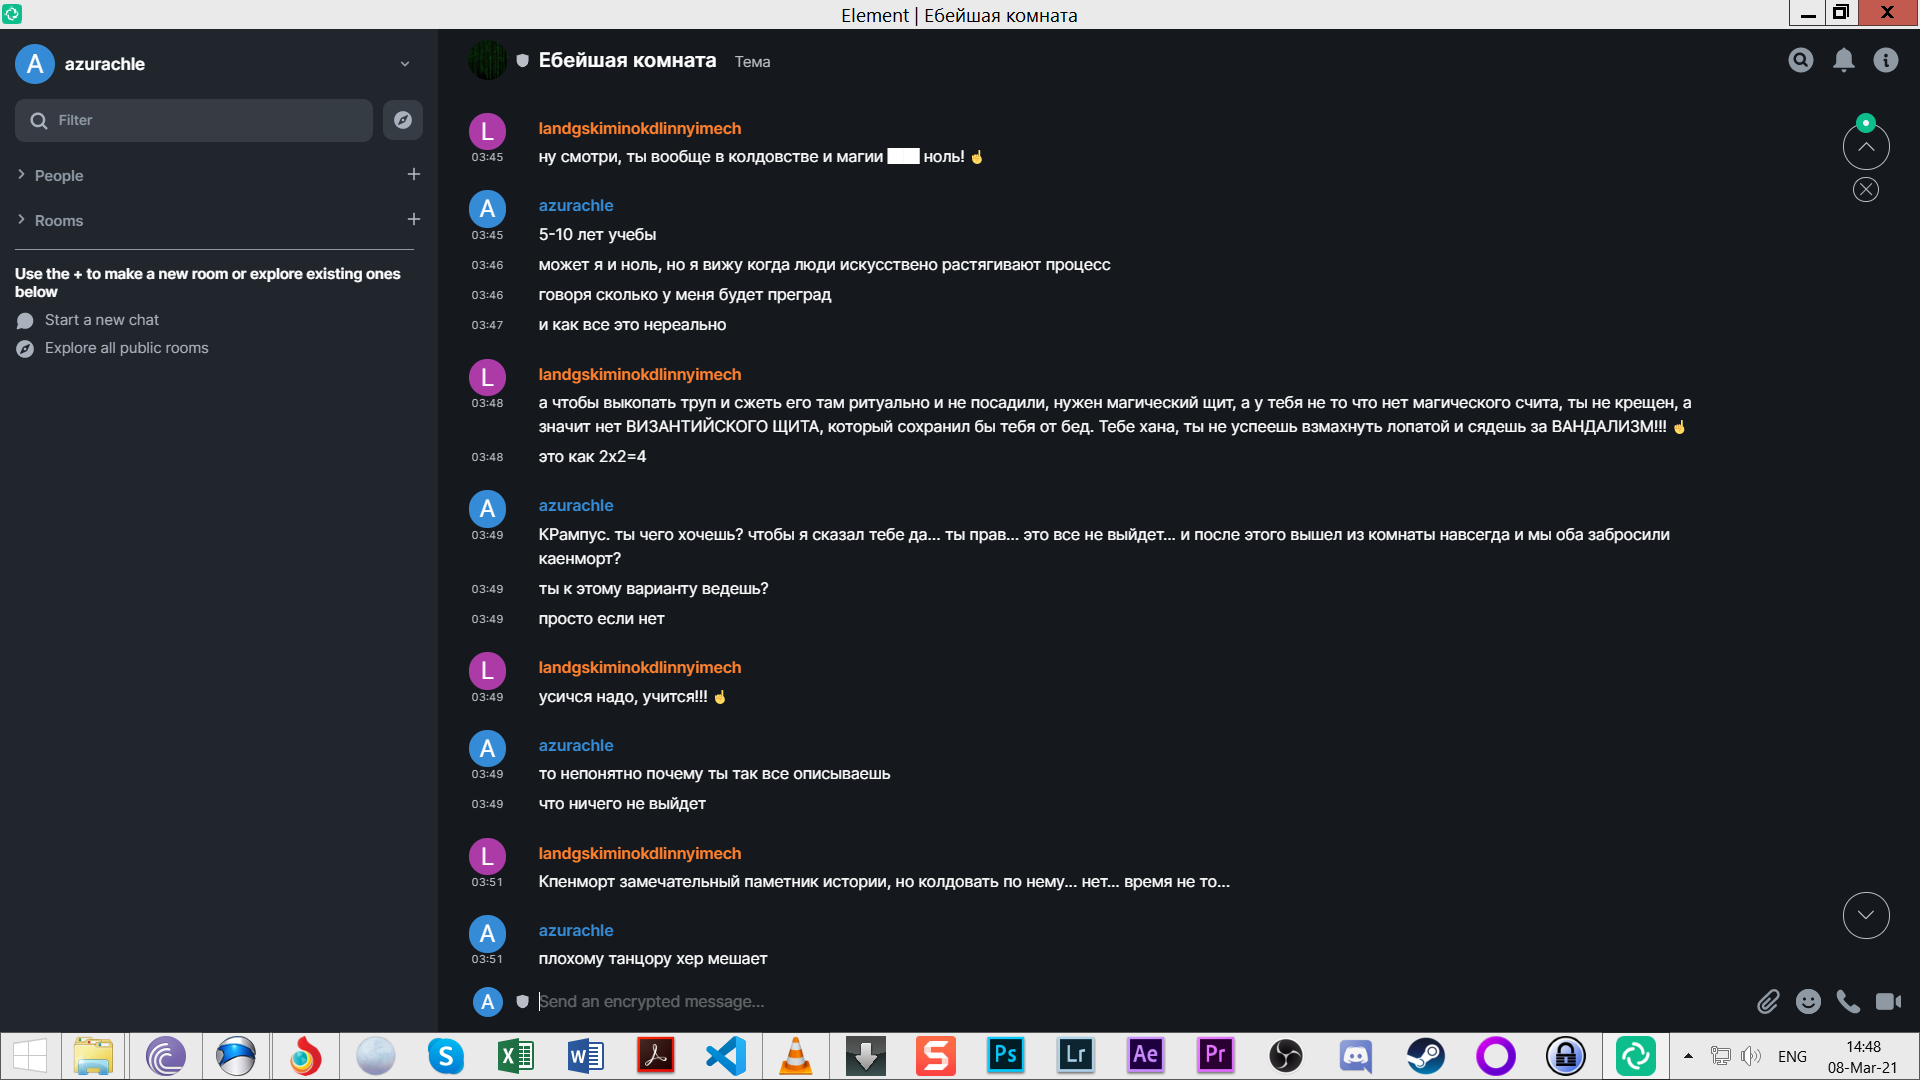 Element | Ебейшая комната
A azurachle
Filter
People
Rooms
Use the + to make a new room or explore existing ones
below
Start a new chat
Explore all public rooms
Ебейшая комната Тема
L landgskiminokdlinnyimech
03:45 ну смотри, ты вообще в колдовстве и магии ноль! ☝
A azurachle
03:45 5-10 лет учебы
03:46 может я и ноль, но я вижу когда люди искусствено растягивают процесс
03:46 говоря сколько у меня будет преград
03:47 и как все это нереально
L landgskiminokdlinnyimech
03:48 а чтобы выкопать труп и сжеть его там ритуально и не посадили, нужен магический щит, а у тебя не то что нет магического счита, ты не крещен, а
значит нет ВИЗАНТИЙСКОГО ЩИТА, который сохранил бы тебя от бед. Тебе хана, ты не успеешь взмахнуть лопатой и сядешь за ВАНДАЛИЗМ!!! ☝
03:48 это как 2x2=4
A azurachle
03:49 КРампус. ты чего хочешь? чтобы я сказал тебе да... ты прав... это все не выйдет... и после этого вышел из комнаты навсегда и мы оба забросили
каенморт?
03:49 ты к этому варианту ведешь?
03:49 просто если нет
L landgskiminokdlinnyimech
03:49 усичся надо, учится!!! ☝
A azurachle
03:49 то непонятно почему ты так все описываешь
03:49 что ничего не выйдет
L landgskiminokdlinnyimech
03:51 Кпенморт замечательный паметник истории, но колдовать по нему... нет... время не то...
A azurachle
03:51 плохому танцору хер мешает
A Send an encrypted message...
Ps Lr Ae Pr
ENG
14:48
08-Mar-21